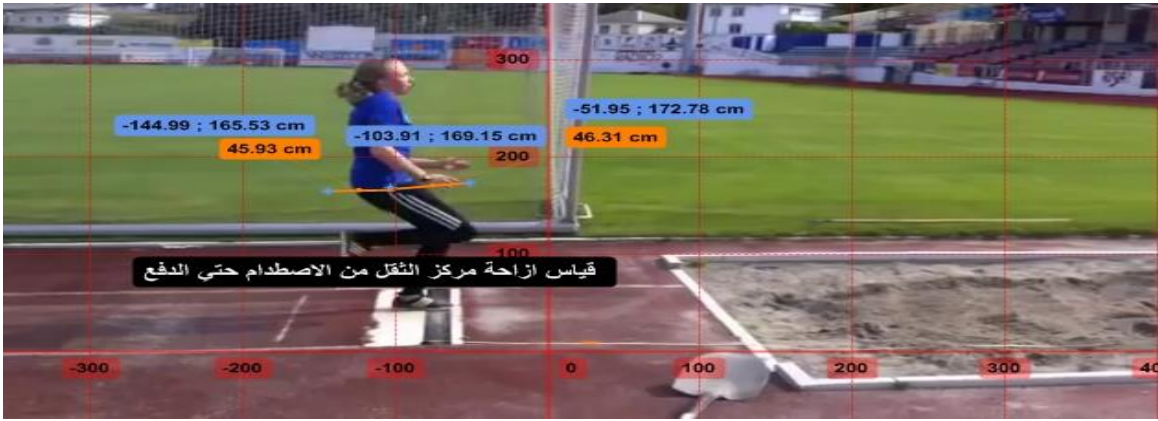 300
-51.95 ; 172.78 cm
-144.99 ; 165.53 cm
-103.91 ; 169.15 cm
46.31 cm
45.93 cm
200
100
قياس ازاحة مركز الثقل من الاصطدام حتي الدفع
-300
-200
-100
0
100
200
300
40